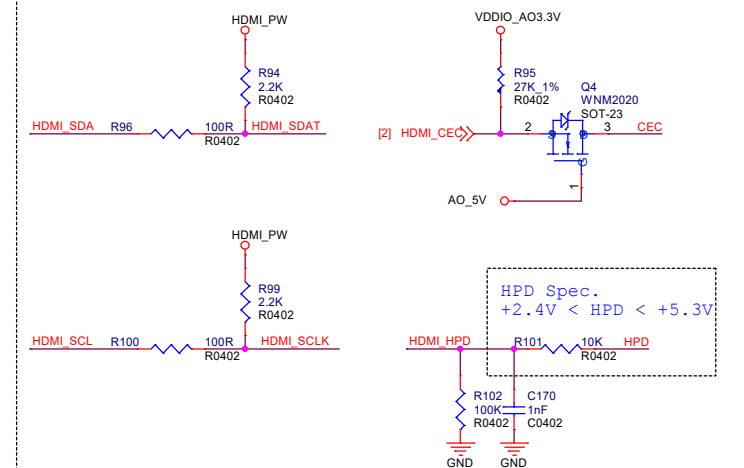 HDMI_PW
R94
2.2K
R0402
HDMI_SDA R96 100R HDMI_SDAT
R0402
VDDIO_AO3.3V
R95
27K_1%
R0402
Q4
WNM2020
SOT-23
[2] HDMI_CEC 2 3 CEC
S D
G
1
AO_5V
HDMI_PW
R99
2.2K
R0402
HDMI_SCL R100 100R HDMI_SCLK
R0402
HPD Spec.
+2.4V < HPD < +5.3V
HDMI_HPD R101 10K HPD
R0402
R102
100K
R0402
C170
1nF
C0402
GND GND